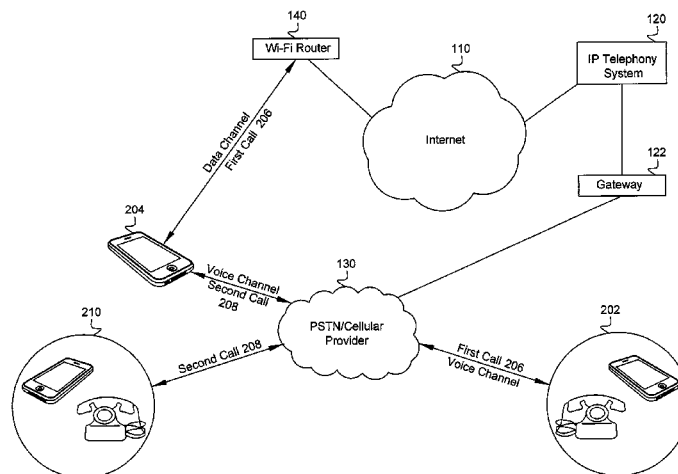 140
Wi-Fi Router
110
Internet
120
IP Telephony
System
122
Gateway
Data Channel
First Call 206
204
Voice Channel
Second Call
208
130
PSTN/Cellular
Provider
210
Second Call 208
First Call 206
Voice Channel
202